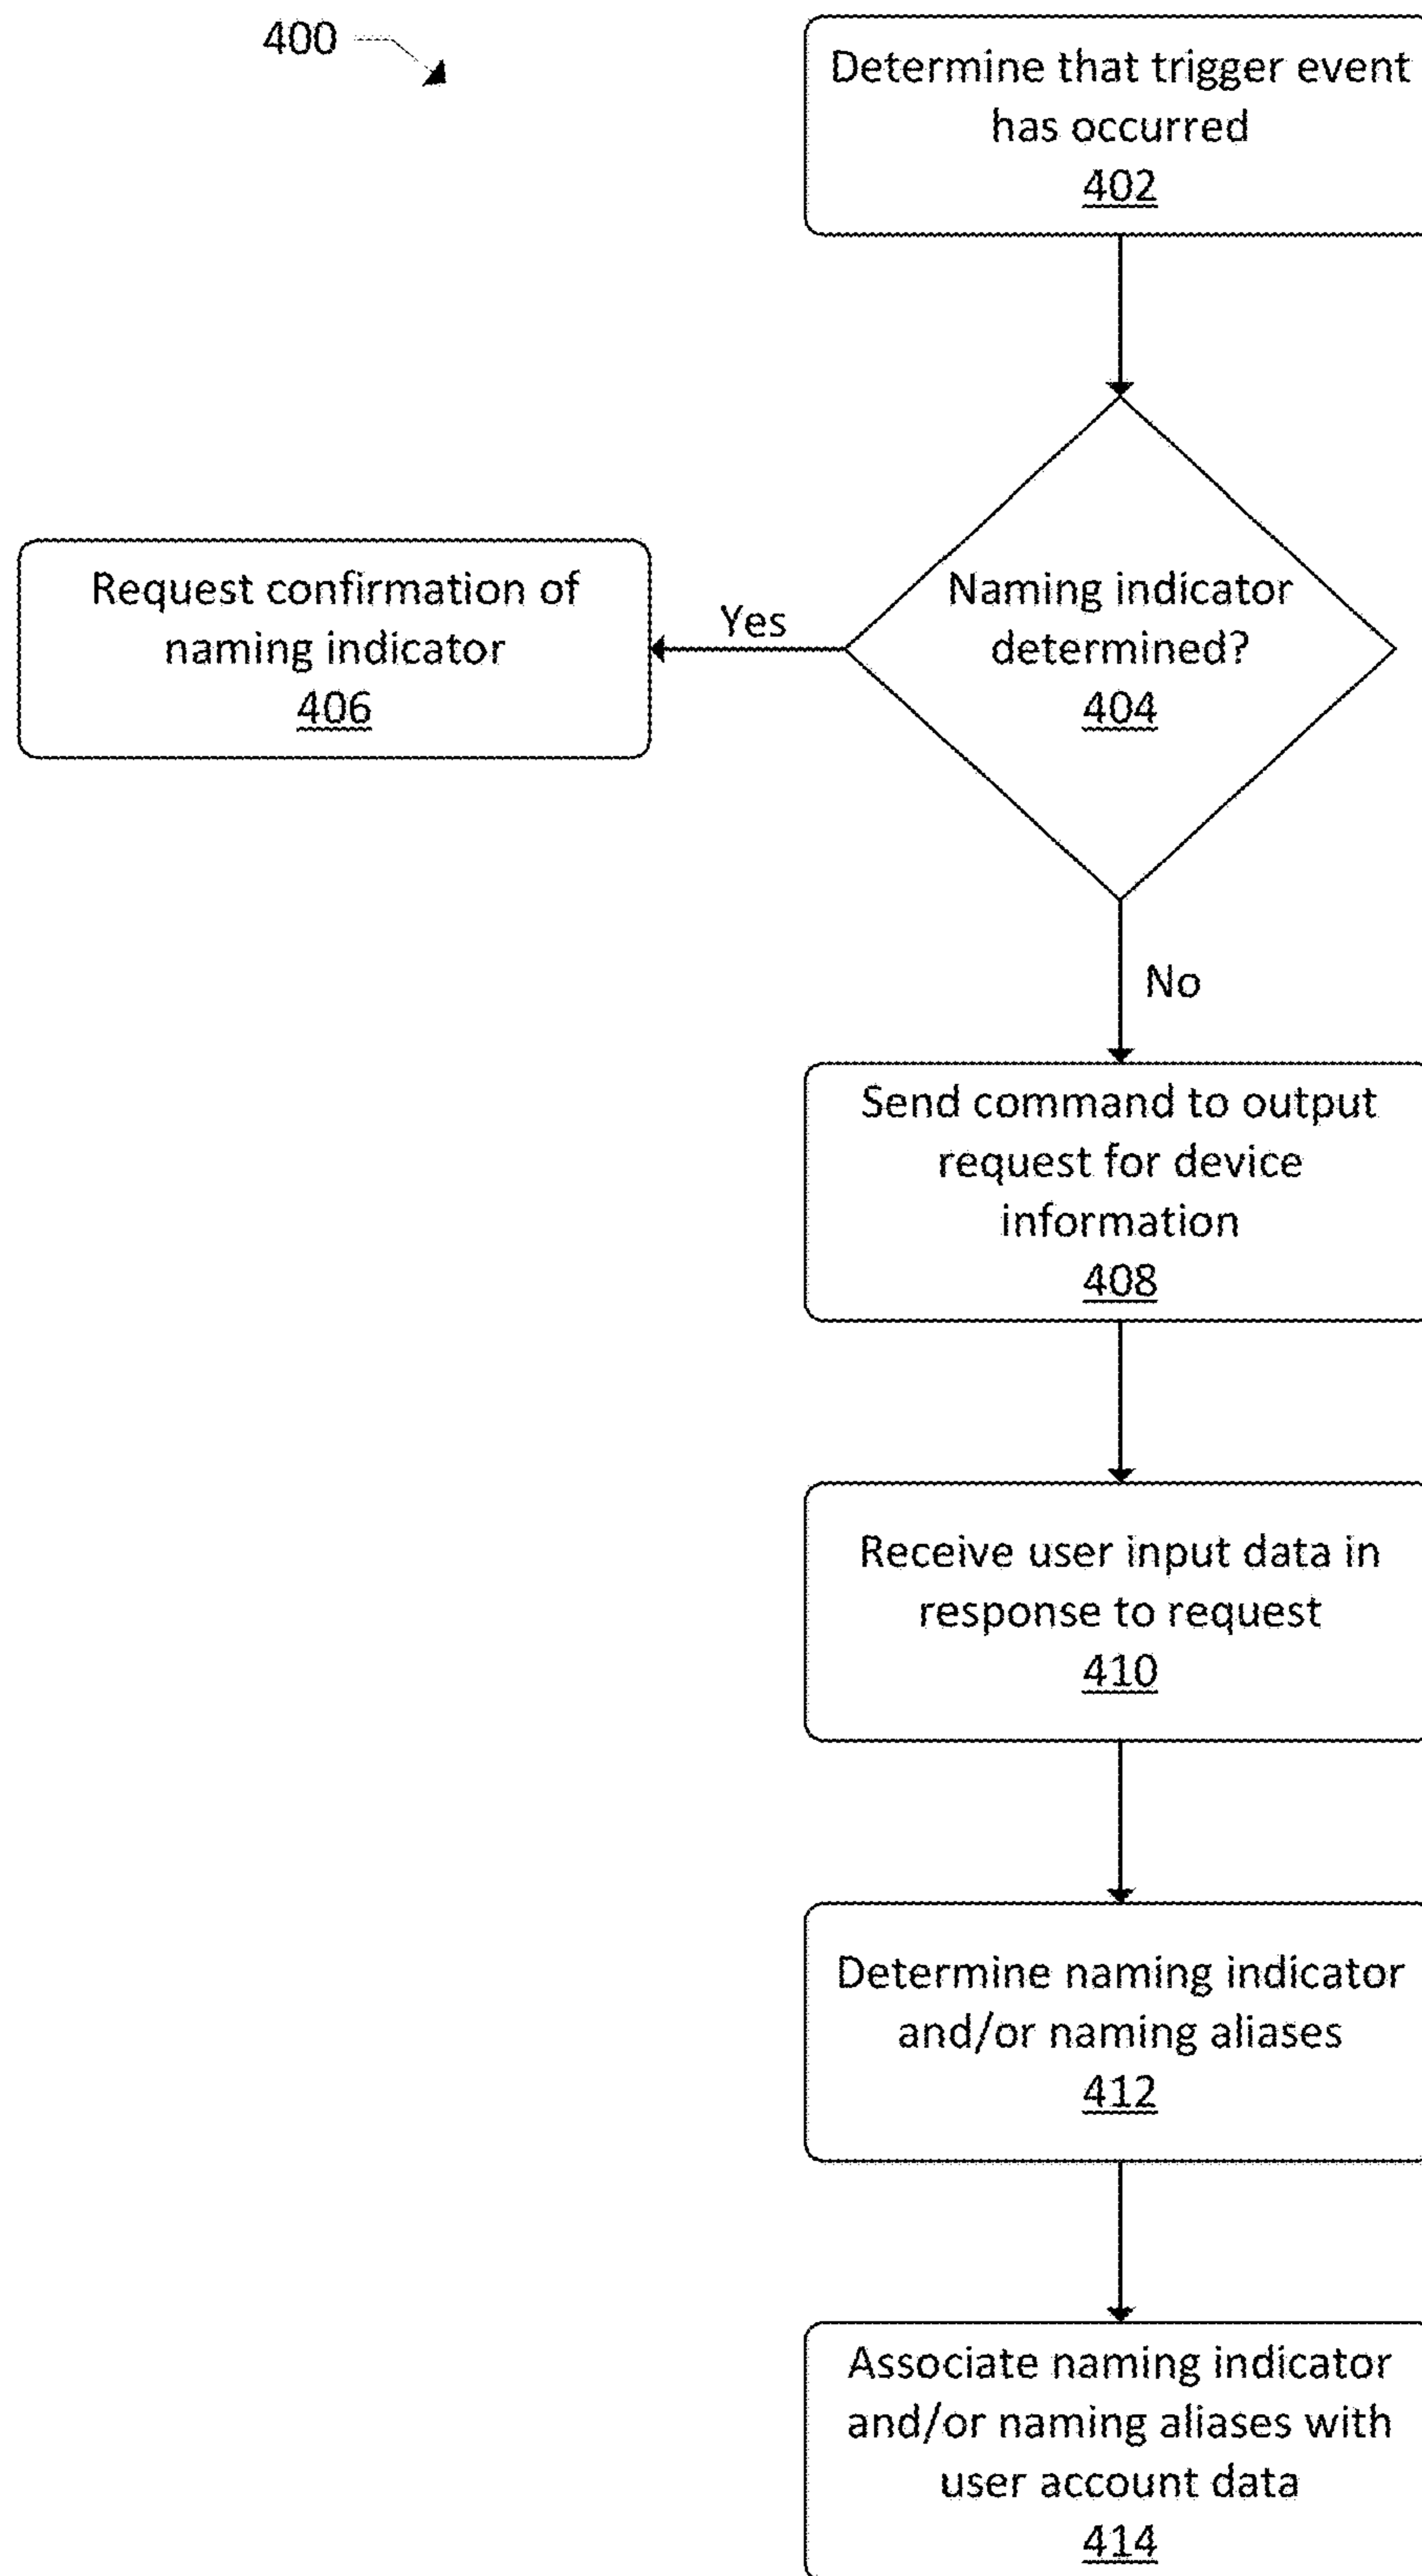 400
Determine that trigger event
has occurred
402
Naming indicator
determined?
404
Yes
Request confirmation of
naming indicator
406
No
Send command to output
request for device
information
408
Receive user input data in
response to request
410
Determine naming indicator
and/or naming aliases
412
Associate naming indicator
and/or naming aliases with
user account data
414